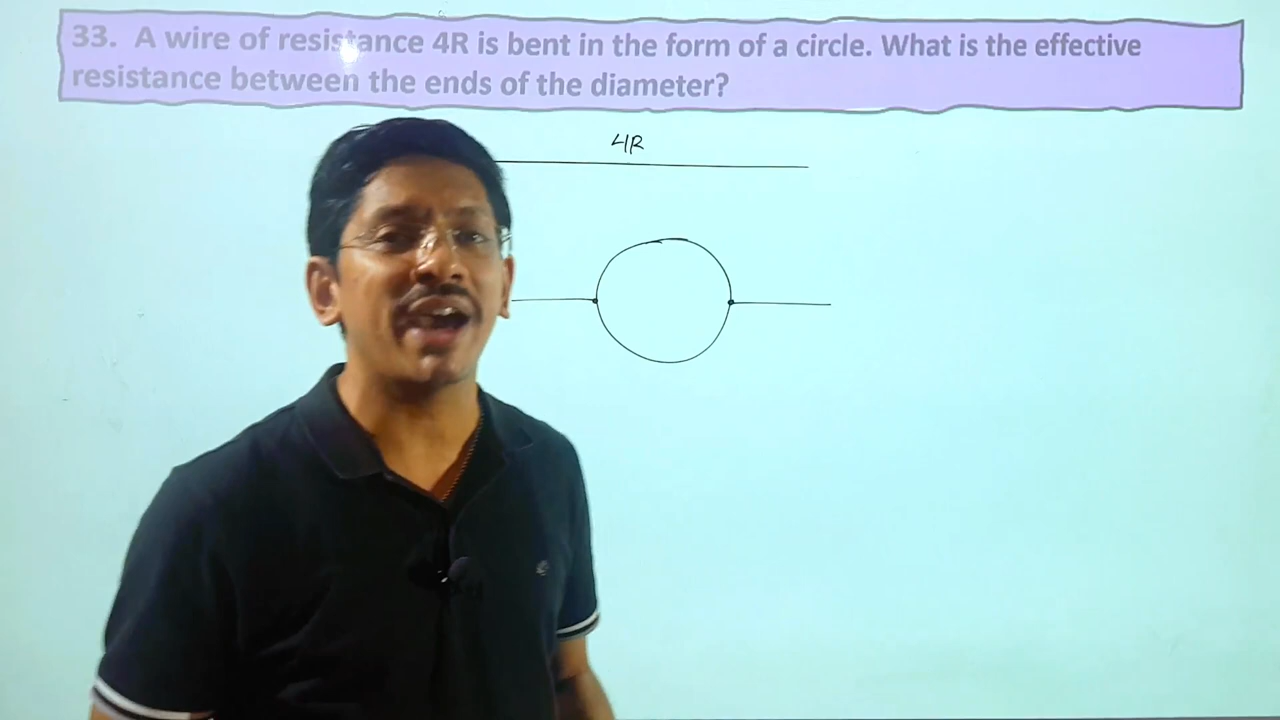 33. A wire of resistance 4R is bent in the form of a circle. What is the effective
resistance between the ends of the diameter?
4R